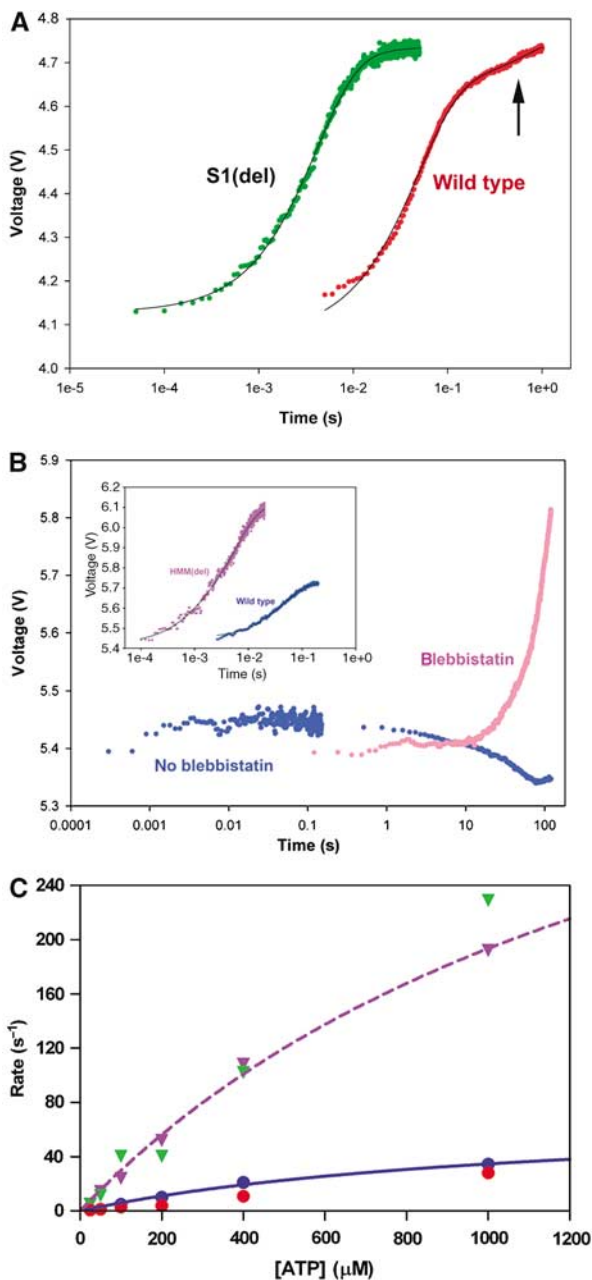 A
4.8
4.7
4.6
4.5
4.4
4.3
4.2
4.1
4.0
Voltage (V)
S1(del)
Wild type
1e-5 1e-4 1e-3 1e-2 1e-1 1e+0
Time (s)
B
5.9
5.8
5.7
5.6
5.5
5.4
5.3
Voltage (V)
6.2
6.1
6.0
5.9
5.8
5.7
5.6
5.5
5.4
Voltage (V)
HMM(del)
Wild type
1e-4 1e-3 1e-2 1e-1 1e+0
Time (s)
Blebbistatin
No blebbistatin
0.0001 0.001 0.01 0.1 1 10 100
Time (s)
C
240
200
160
120
80
40
0
Rate (s⁻¹)
0 200 400 600 800 1000 1200
[ATP] (μM)